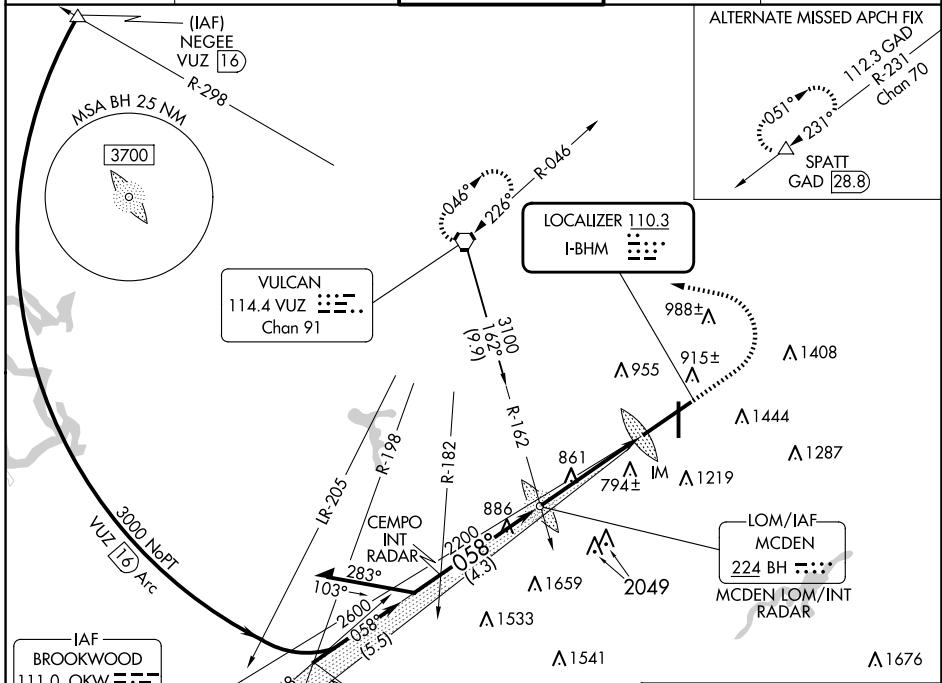 (IAF)
NEGEE
VUZ 16
R-298
MSA BH 25 NM
3700
ALTERNATE MISSED APCH FIX
112.3 GAD
R-231
Chan 70
051°
231°
SPATT
GAD 28.8
R-046
046°
226°
LOCALIZER 110.3
I-BHM
VULCAN
114.4 VUZ
Chan 91
3100
162°
(9.9)
R-162
988±
915±
955
1408
1444
1287
1219
IM
794±
861
886
LR-205
R-198
R-182
CEMPO
INT
RADAR
2200
058°
(4.3)
283°
103°
2600
058°
(5.5)
3000 NoPT
VUZ 16 Arc
LOM/IAF
MCDEN
224 BH
MCDEN LOM/INT
RADAR
2049
1659
1533
1541
1676
IAF
BROOKWOOD
111.0 OKW